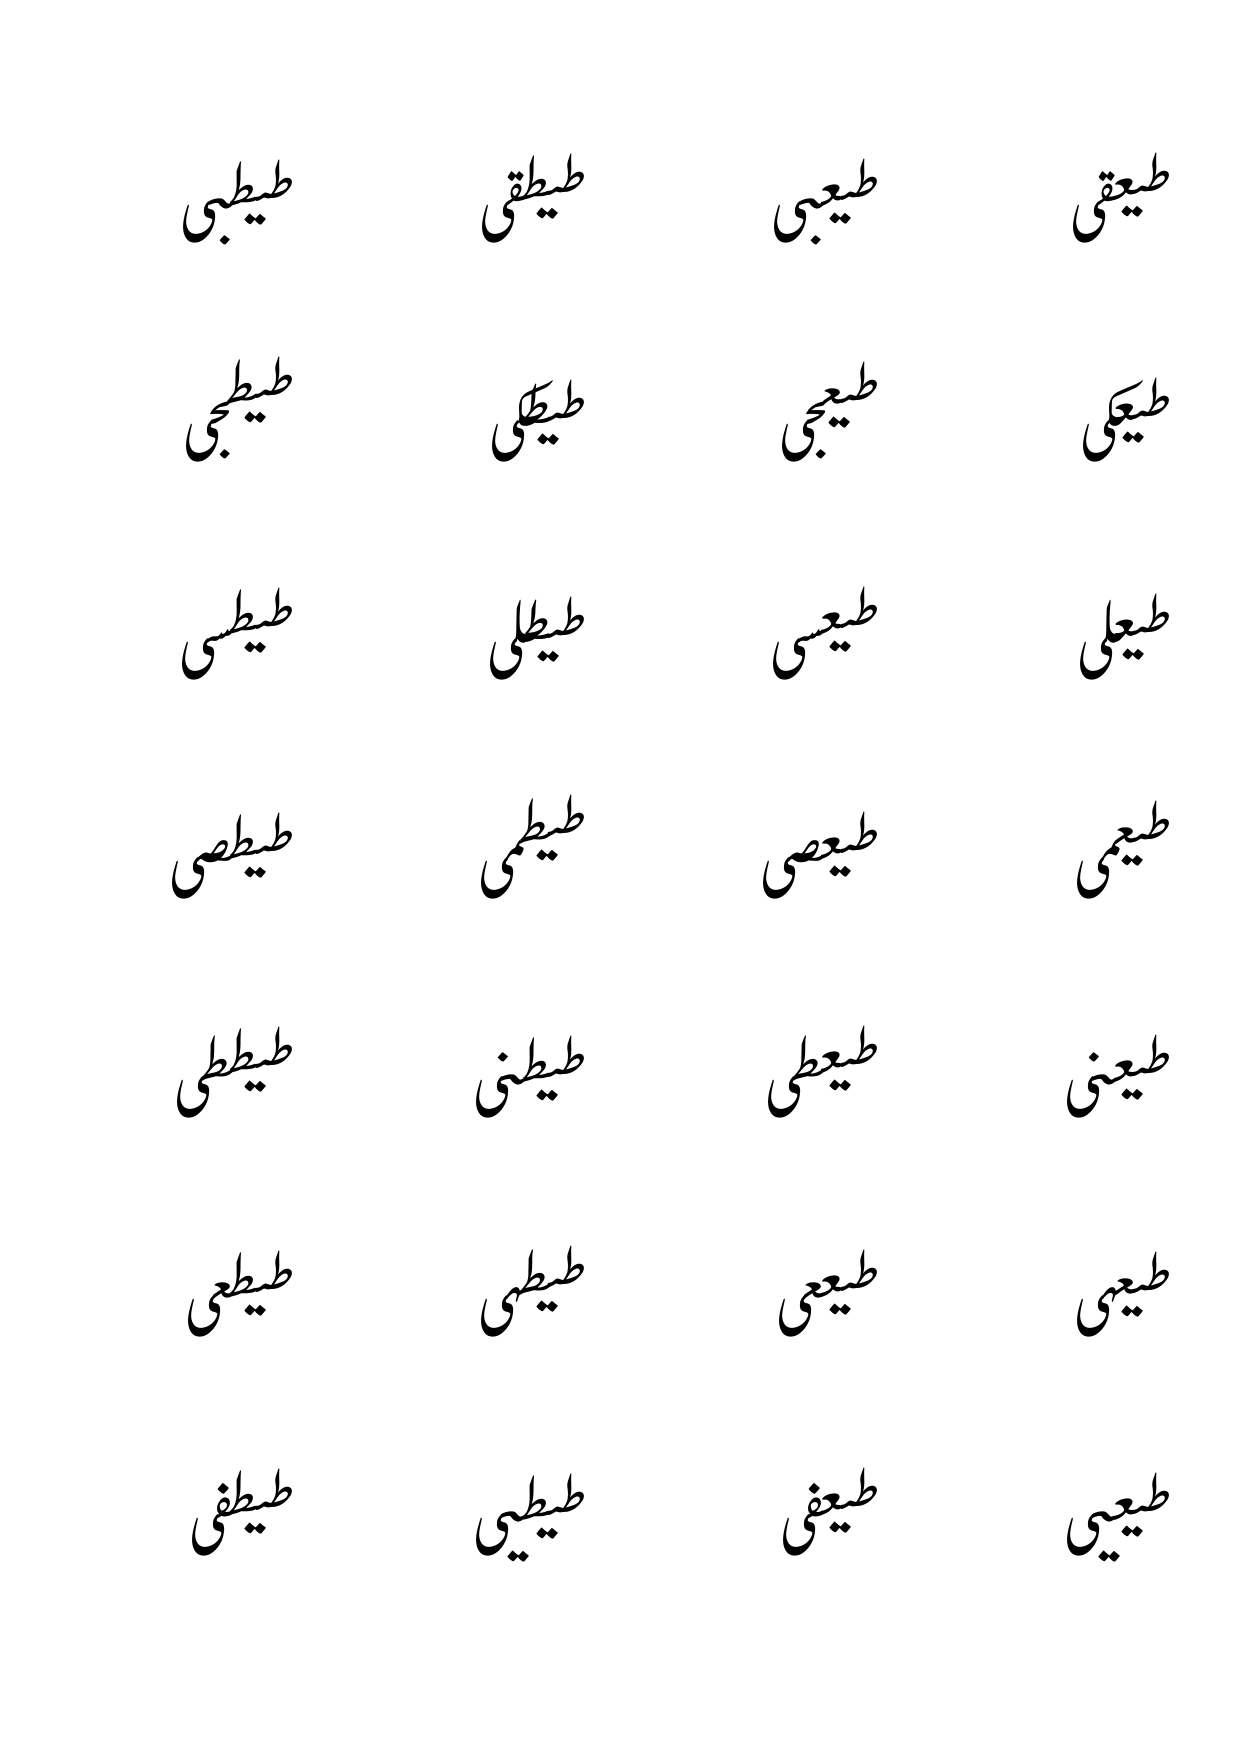 طیعقی طیعبی طیطقی طیطبی
طیعکی طیعجی طیطکی طیطجی
طیعلی طیعسی طیطلی طیطسی
طیعمی طیعصی طیطمی طیطصی
طیعنی طیعطی طیطنی طیططی
طیعہی طیععی طیطہی طیطعی
طیعیی طیعفی طیطیی طیطفی